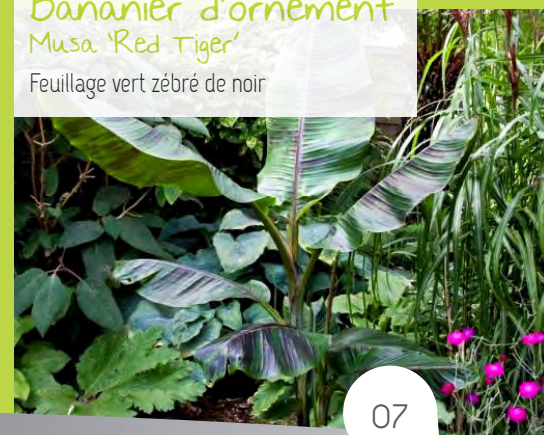 Bananier d'ornement
Musa 'Red Tiger'
Feuillage vert zébré de noir
07